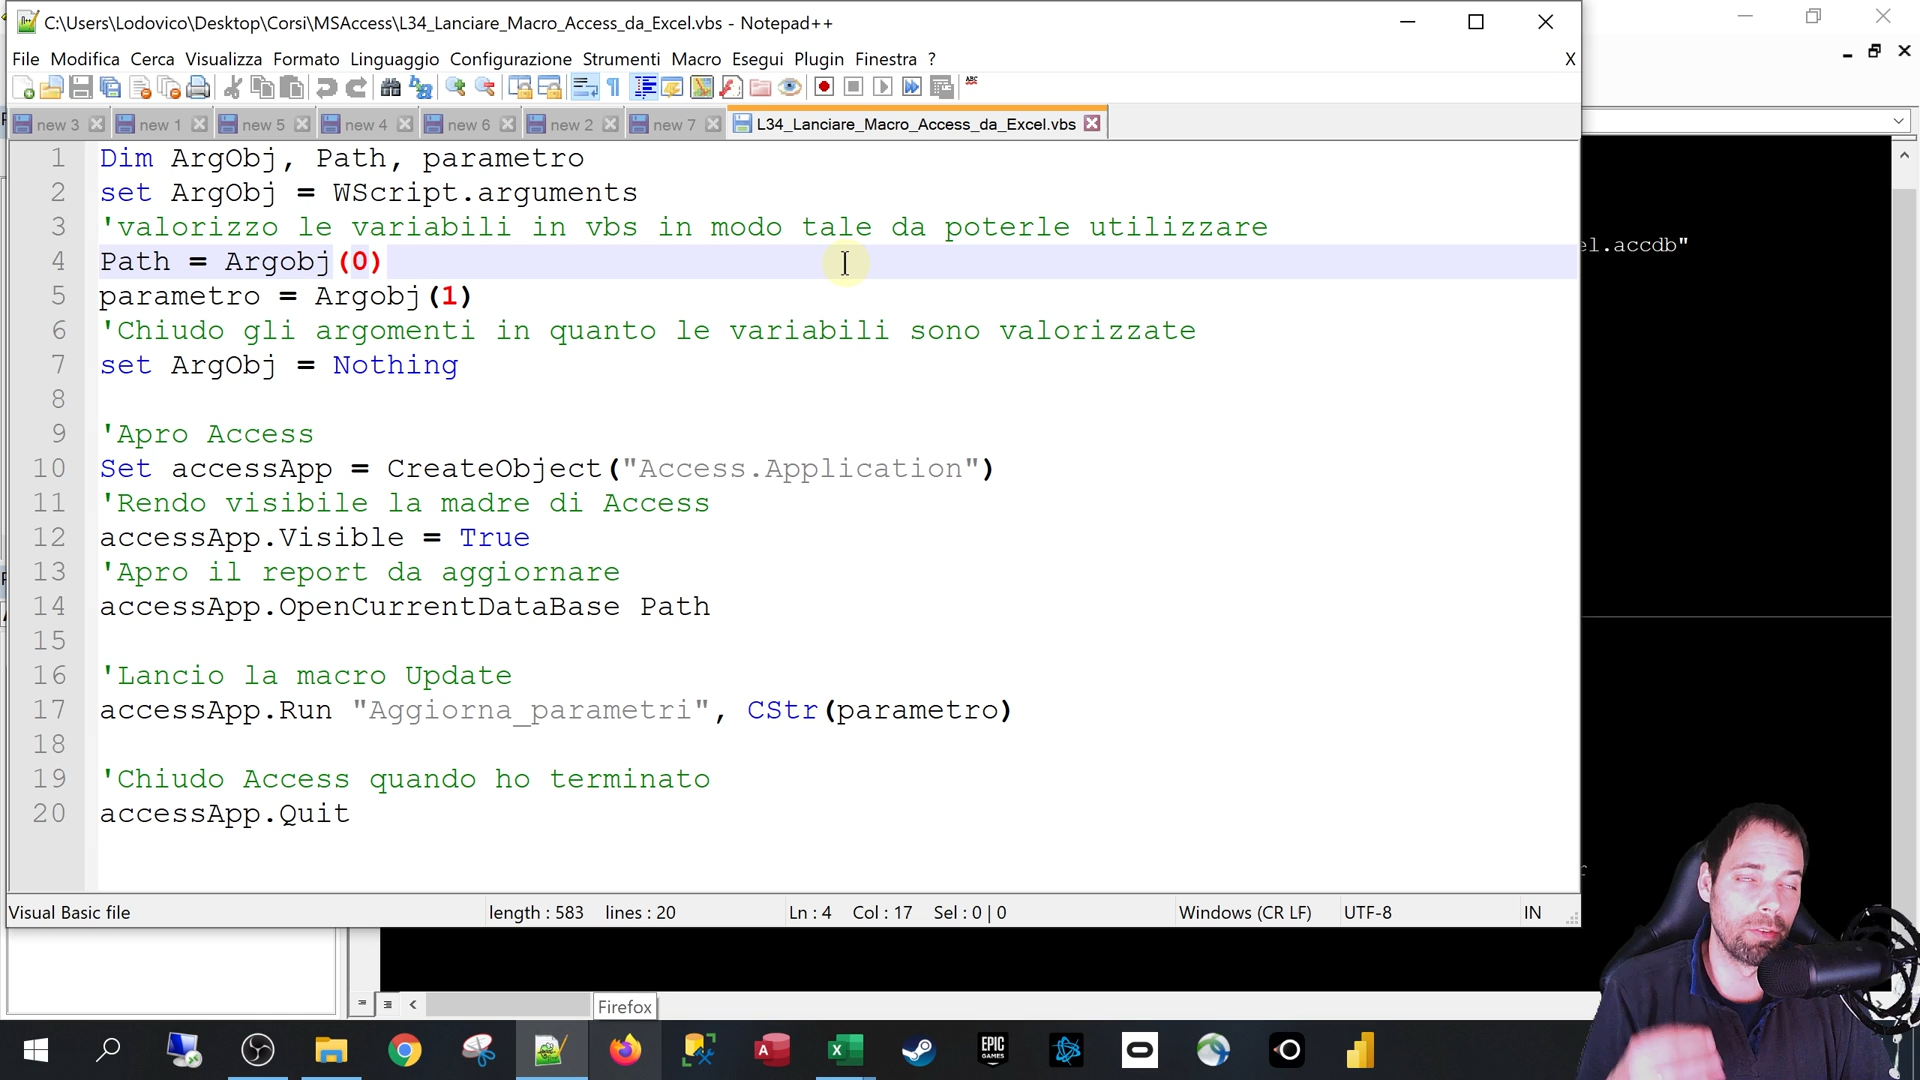 C:\Users\Lodovico\Desktop\Corsi\MSAccess\L34_Lanciare_Macro_Access_da_Excel.vbs - Notepad++
File Modifica Cerca Visualizza Formato Linguaggio Configurazione Strumenti Macro Esegui Plugin Finestra ? X
new 3 new 1 new 5 new 4 new 6 new 2 new 7 L34_Lanciare_Macro_Access_da_Excel.vbs
1 Dim ArgObj, Path, parametro
2 set ArgObj = WScript.arguments
3 'valorizzo le variabili in vbs in modo tale da poterle utilizzare
4 Path = Argobj(0)
el.accdb"
5 parametro = Argobj(1)
6 'Chiudo gli argomenti in quanto le variabili sono valorizzate
7 set ArgObj = Nothing
8
9 'Apro Access
10 Set accessApp = CreateObject("Access.Application")
11 'Rendo visibile la madre di Access
12 accessApp.Visible = True
13 'Apro il report da aggiornare
14 accessApp.OpenCurrentDataBase Path
15
16 'Lancio la macro Update
17 accessApp.Run "Aggiorna_parametri", CStr(parametro)
18
19 'Chiudo Access quando ho terminato
20 accessApp.Quit
Visual Basic file length : 583 lines : 20 Ln : 4 Col : 17 Sel : 0 | 0 Windows (CR LF) UTF-8 IN
Firefox
EPIC GAMES